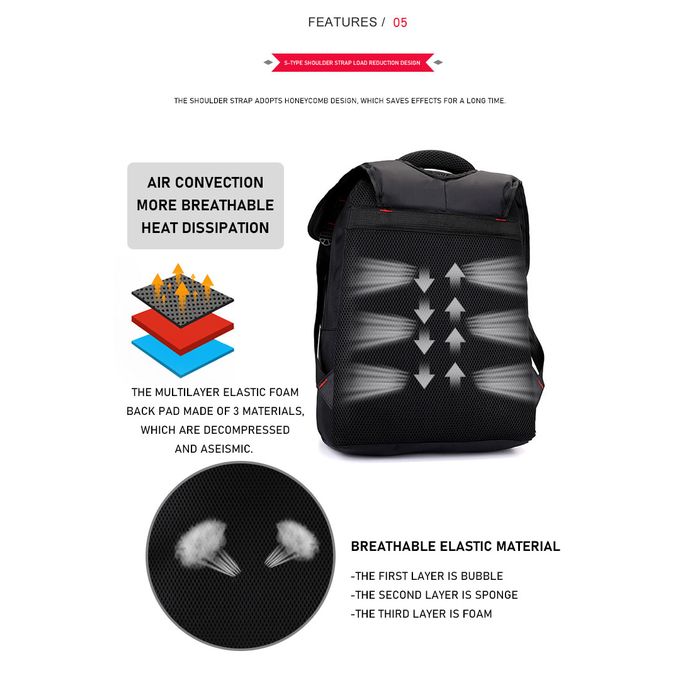 FEATURES / 05
S-TYPE SHOULDER STRAP LOAD REDUCTION DESIGN
THE SHOULDER STRAP ADOPTS HONEYCOMB DESIGN, WHICH SAVES EFFECTS FOR A LONG TIME.
AIR CONVECTION
MORE BREATHABLE
HEAT DISSIPATION
THE MULTILAYER ELASTIC FOAM
BACK PAD MADE OF 3 MATERIALS,
WHICH ARE DECOMPRESSED
AND ASEISMIC.
BREATHABLE ELASTIC MATERIAL
-THE FIRST LAYER IS BUBBLE
-THE SECOND LAYER IS SPONGE
-THE THIRD LAYER IS FOAM